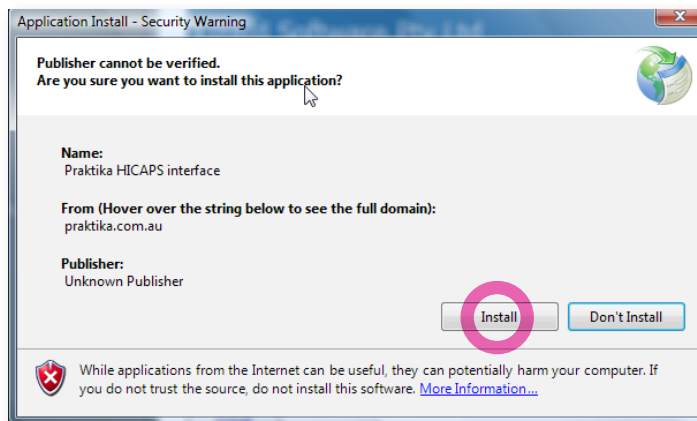 Application Install - Security Warning
Publisher cannot be verified.
Are you sure you want to install this application?
Name:
Praktika HICAPS interface
From (Hover over the string below to see the full domain):
praktika.com.au
Publisher:
Unknown Publisher
Install
Don't Install
While applications from the Internet can be useful, they can potentially harm your computer. If
you do not trust the source, do not install this software. More Information...